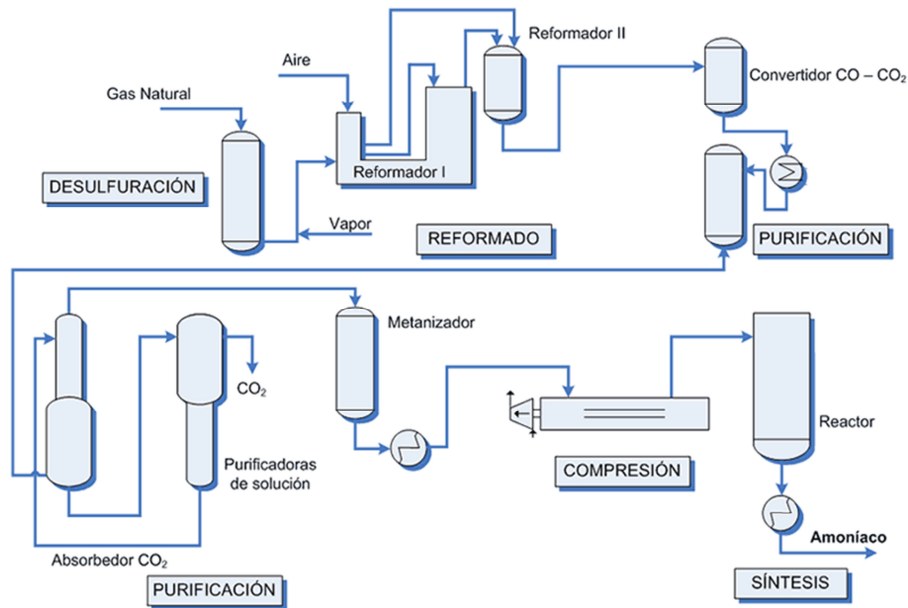 Reformador II
Aire
Convertidor CO – CO₂
Gas Natural
Reformador I
DESULFURACIÓN
Vapor
REFORMADO
PURIFICACIÓN
Metanizador
CO₂
Reactor
Purificadoras
de solución
COMPRESIÓN
Amoníaco
Absorbedor CO₂
PURIFICACIÓN
SÍNTESIS